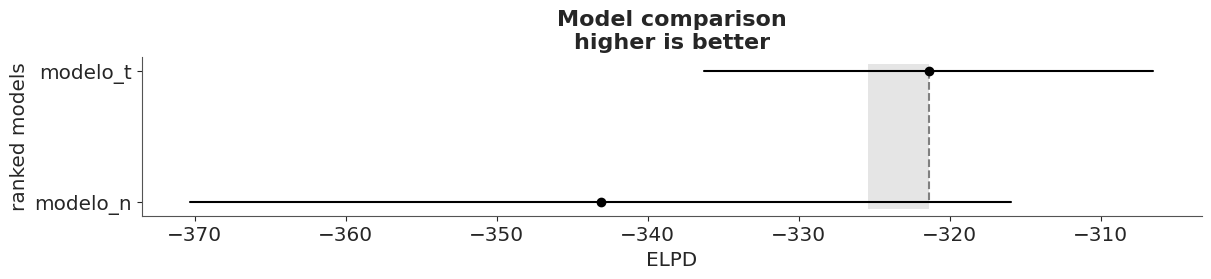 Model comparison
higher is better
ranked models
modelo_t
modelo_n
−370 −360 −350 −340 −330 −320 −310
ELPD